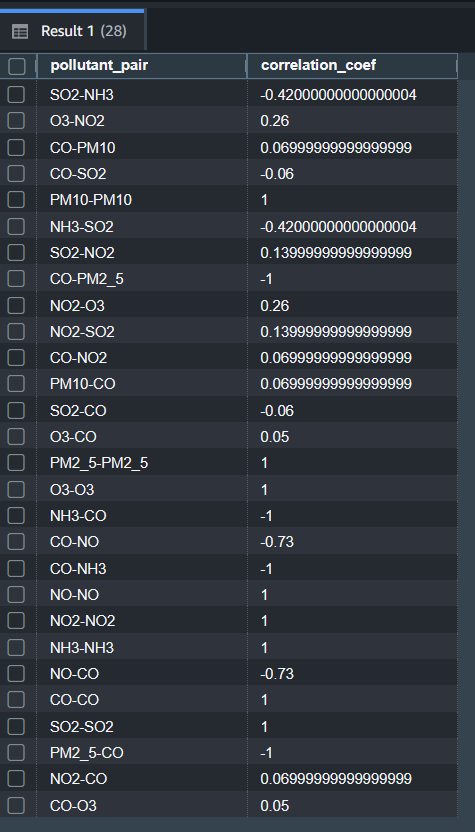 Result 1 (28)
pollutant_pair correlation_coef
SO2-NH3 -0.42000000000000004
O3-NO2 0.26
CO-PM10 0.06999999999999999
CO-SO2 -0.06
PM10-PM10 1
NH3-SO2 -0.42000000000000004
SO2-NO2 0.13999999999999999
CO-PM2_5 -1
NO2-O3 0.26
NO2-SO2 0.13999999999999999
CO-NO2 0.06999999999999999
PM10-CO 0.06999999999999999
SO2-CO -0.06
O3-CO 0.05
PM2_5-PM2_5 1
O3-O3 1
NH3-CO -1
CO-NO -0.73
CO-NH3 -1
NO-NO 1
NO2-NO2 1
NH3-NH3 1
NO-CO -0.73
CO-CO 1
SO2-SO2 1
PM2_5-CO -1
NO2-CO 0.06999999999999999
CO-O3 0.05